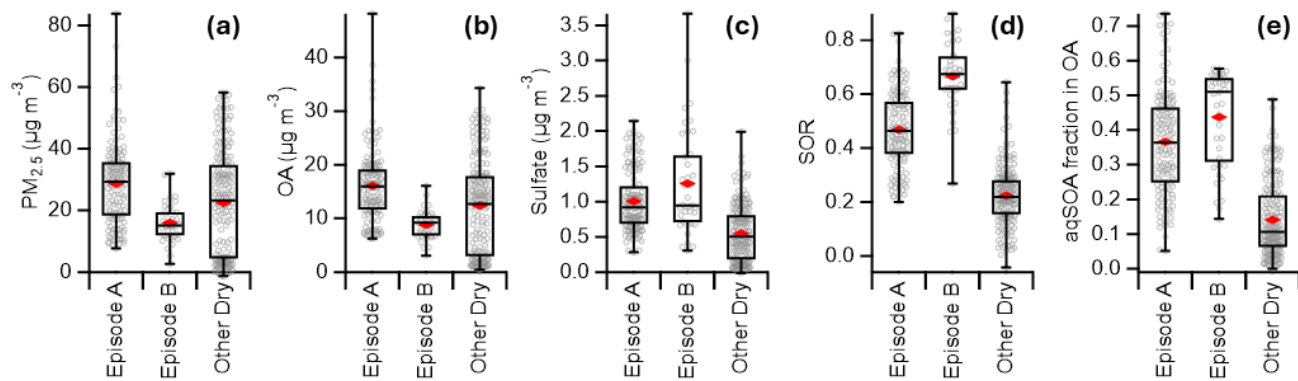 (a)
PM2.5 (µg m⁻³)
80
60
40
20
0
Episode A
Episode B
Other Dry
(b)
OA (µg m⁻³)
40
30
20
10
0
Episode A
Episode B
Other Dry
(c)
Sulfate (µg m⁻³)
3.5
3.0
2.5
2.0
1.5
1.0
0.5
0.0
Episode A
Episode B
Other Dry
(d)
SOR
0.8
0.6
0.4
0.2
0.0
Episode A
Episode B
Other Dry
(e)
aqSOA fraction in OA
0.7
0.6
0.5
0.4
0.3
0.2
0.1
0.0
Episode A
Episode B
Other Dry